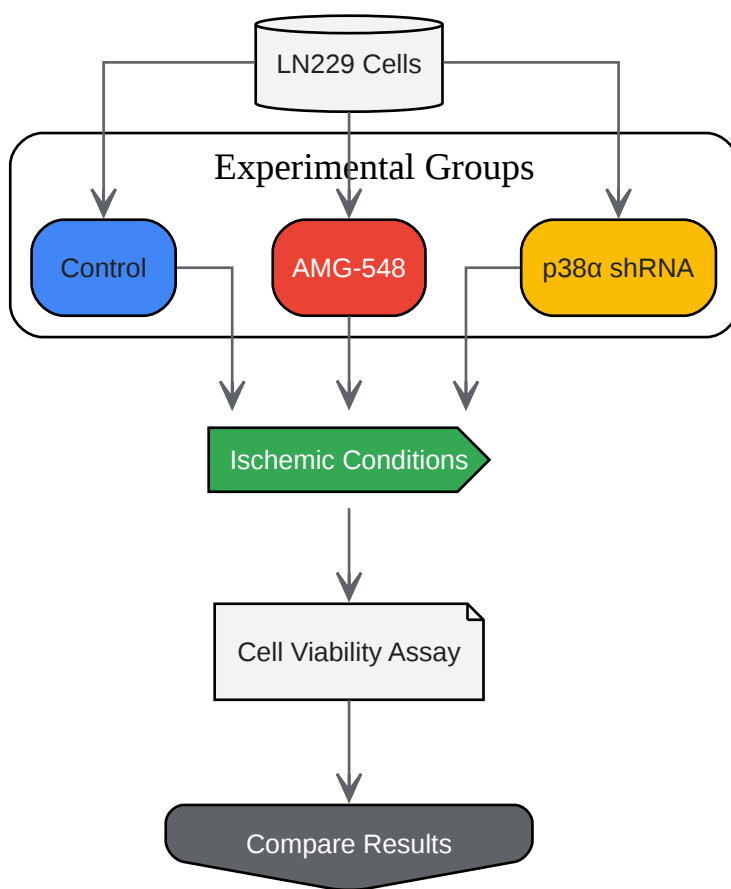 LN229 Cells
Experimental Groups
Control
AMG-548
p38α shRNA
Ischemic Conditions
Cell Viability Assay
Compare Results